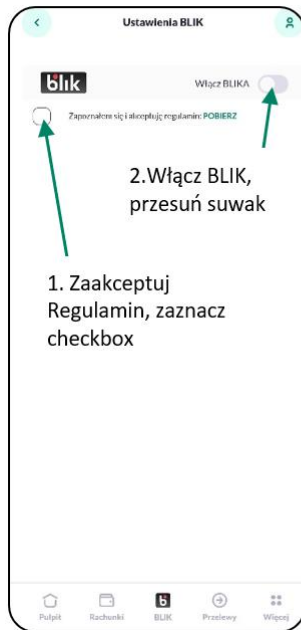 Ustawienia BLIK
blik
Włącz BLIKA
Zapoznałem się i akceptuję regulamin: POBIERZ
2.Włącz BLIK,
przesuń suwak
1. Zaakceptuj
Regulamin, zaznacz
checkbox
Pulpit Rachunki BLIK Przelewy Więcej